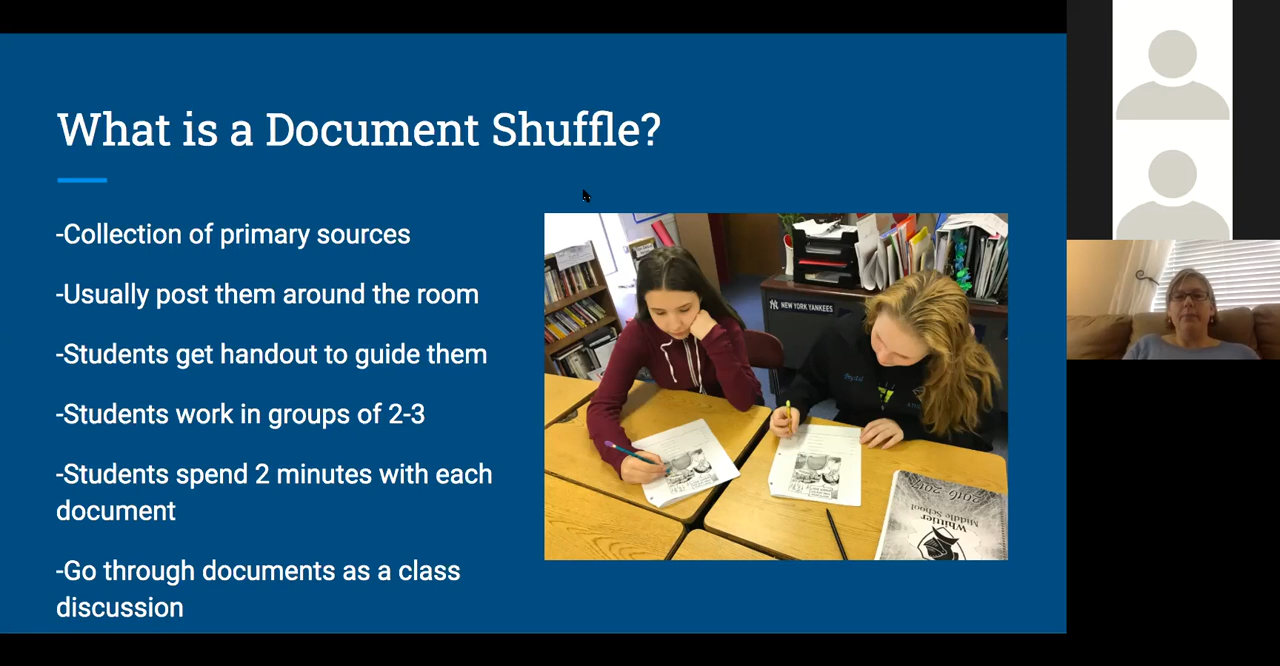 What is a Document Shuffle?
-Collection of primary sources
-Usually post them around the room
-Students get handout to guide them
-Students work in groups of 2-3
-Students spend 2 minutes with each
document
-Go through documents as a class
discussion
NEW YORK YANKEES
2016-2017
Whittier
Middle School